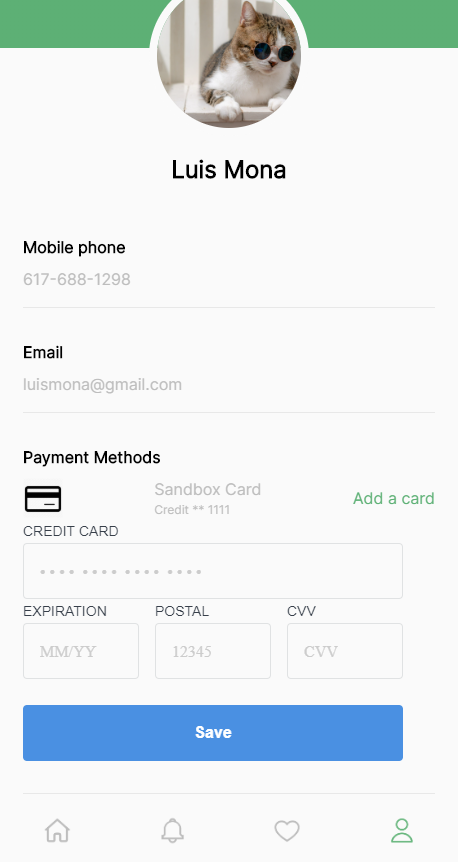 Luis Mona
Mobile phone
617-688-1298
Email
luismona@gmail.com
Payment Methods
Sandbox Card
Credit ** 1111
Add a card
CREDIT CARD
•••• •••• •••• ••••
EXPIRATION POSTAL CVV
MM/YY 12345 CVV
Save